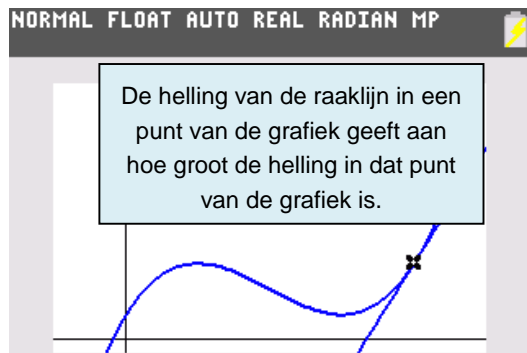 NORMAL FLOAT AUTO REAL RADIAN MP
De helling van de raaklijn in een
punt van de grafiek geeft aan
hoe groot de helling in dat punt
van de grafiek is.